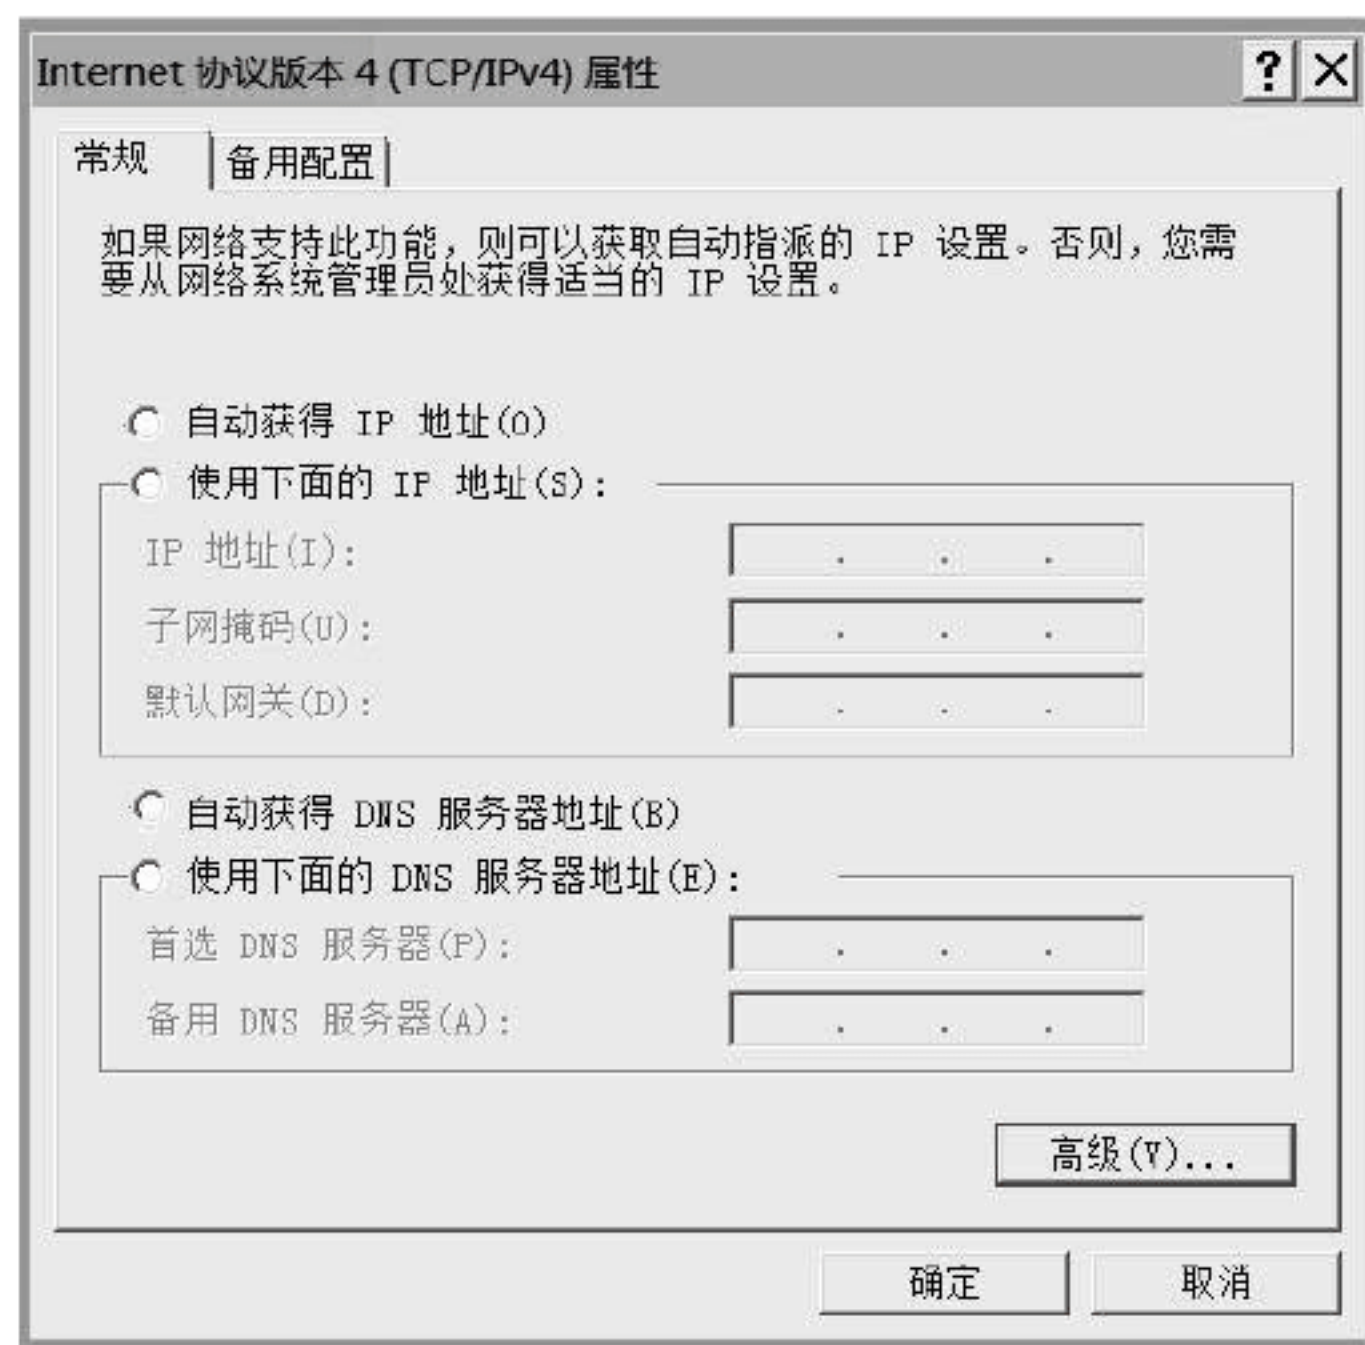 Internet 协议版本 4 (TCP/IPv4) 属性
常规 备用配置
如果网络支持此功能，则可以获取自动指派的 IP 设置。否则，您需
要从网络系统管理员处获得适当的 IP 设置。
自动获得 IP 地址(O)
使用下面的 IP 地址(S):
IP 地址(I):
子网掩码(U):
默认网关(D):
自动获得 DNS 服务器地址(B)
使用下面的 DNS 服务器地址(E):
首选 DNS 服务器(P):
备用 DNS 服务器(A):
高级(V)...
确定 取消